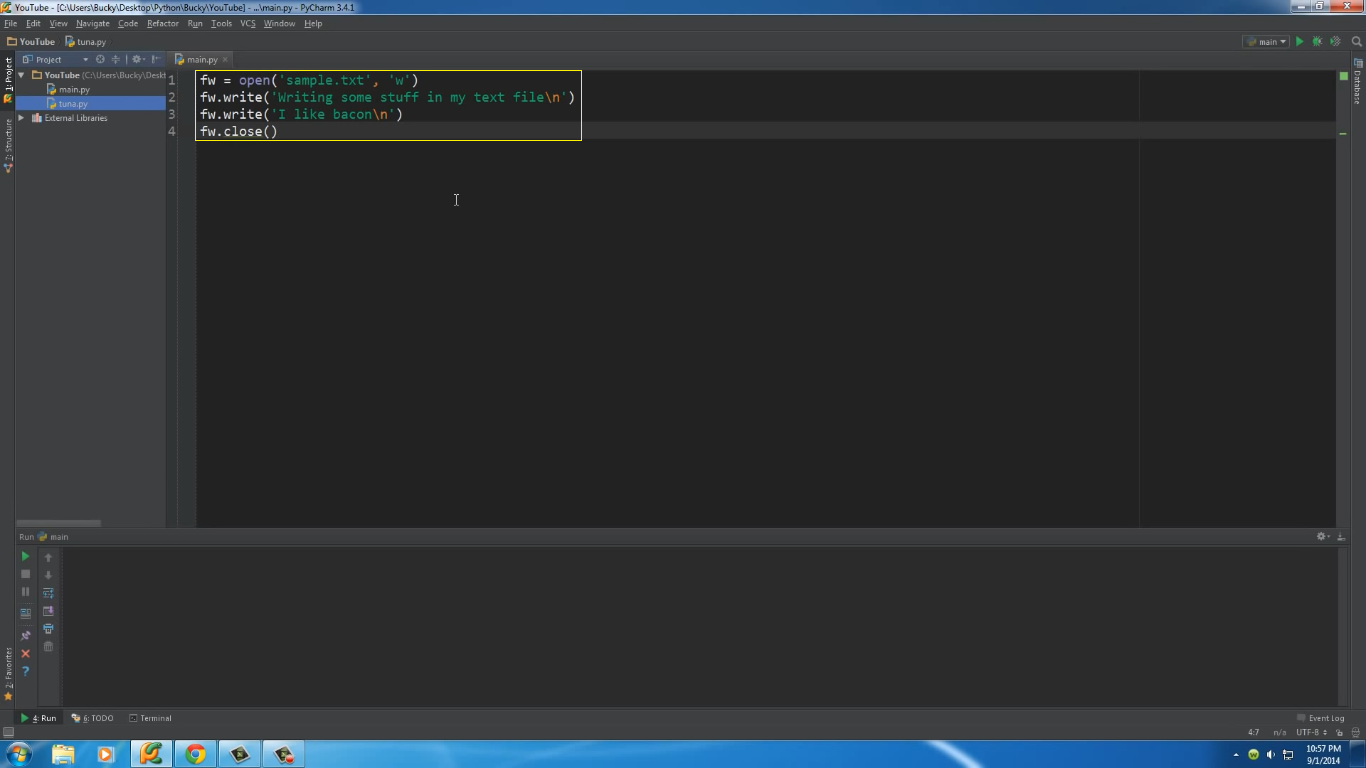 YouTube - [C:\Users\Bucky\Desktop\Python\Bucky\YouTube] - ...\main.py - PyCharm 3.4.1
File Edit View Navigate Code Refactor Run Tools VCS Window Help
YouTube tuna.py main
Project main.py
1: Project
YouTube (C:\Users\Bucky\Deskt
main.py
tuna.py
External Libraries
2: Structure
Database
1 fw = open('sample.txt', 'w')
2 fw.write('Writing some stuff in my text file\n')
3 fw.write('I like bacon\n')
4 fw.close()
Run main
2: Favorites
4: Run 6: TODO Terminal Event Log
4:7 n/a UTF-8
10:57 PM
9/1/2014